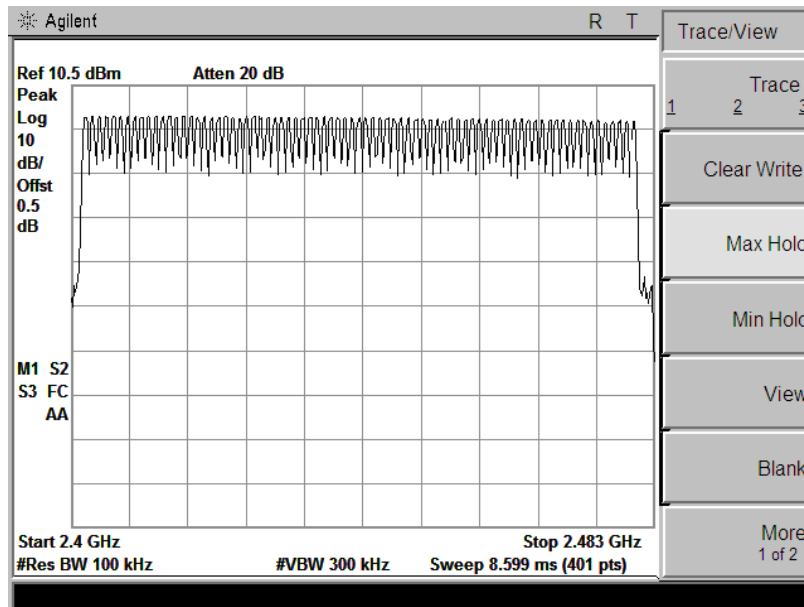 Agilent
R T
Ref 10.5 dBm Atten 20 dB
Peak
Log
10
dB/
Offst
0.5
dB
M1 S2
S3 FC
AA
Start 2.4 GHz Stop 2.483 GHz
#Res BW 100 kHz #VBW 300 kHz Sweep 8.599 ms (401 pts)
Trace/View
Trace
1 2 3
Clear Write
Max Hold
Min Hold
View
Blank
More
1 of 2